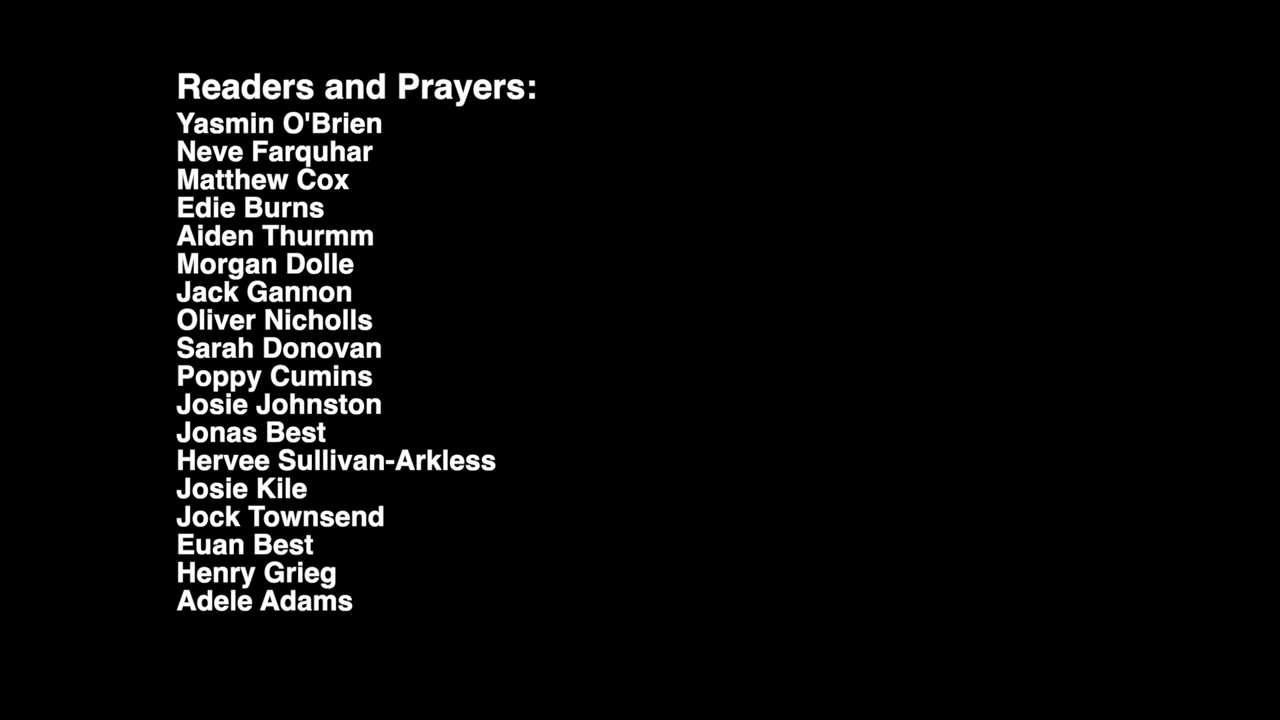 Readers and Prayers:
Yasmin O'Brien
Neve Farquhar
Matthew Cox
Edie Burns
Aiden Thurmm
Morgan Dolle
Jack Gannon
Oliver Nicholls
Sarah Donovan
Poppy Cumins
Josie Johnston
Jonas Best
Hervee Sullivan-Arkless
Josie Kile
Jock Townsend
Euan Best
Henry Grieg
Adele Adams